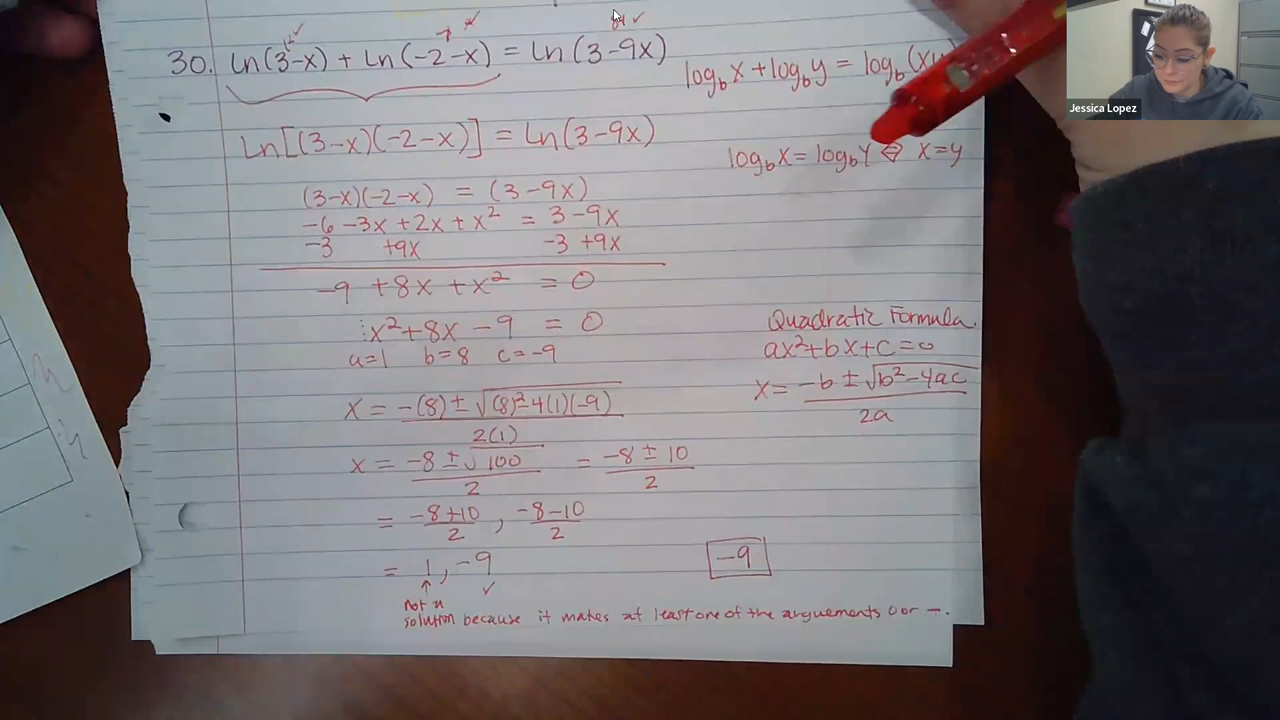 12 ✓
7 ✓
84 ✓
30. ln(3-x) + ln(-2-x) = ln(3-9x)
log_b x + log_b y = log_b (xy)
ln[(3-x)(-2-x)] = ln(3-9x)
log_b x = log_b y ⇔ x=y
(3-x)(-2-x) = (3-9x)
-6 -3x +2x + x² = 3-9x
-3 +9x -3 +9x
-9 +8x +x² = 0
x²+8x -9 = 0
a=1 b=8 c=-9
Quadratic Formula.
ax²+bx+c=0
x = -b ± √b²-4ac / 2a
x = -(8) ± √(8)²-4(1)(-9) / 2(1)
x = -8 ± √100 / 2 = -8 ± 10 / 2
= -8+10 / 2 , -8-10 / 2
= 1, -9
-9
↑ ✓
not a
solution because it makes at least one of the arguements 0 or -.
Jessica Lopez